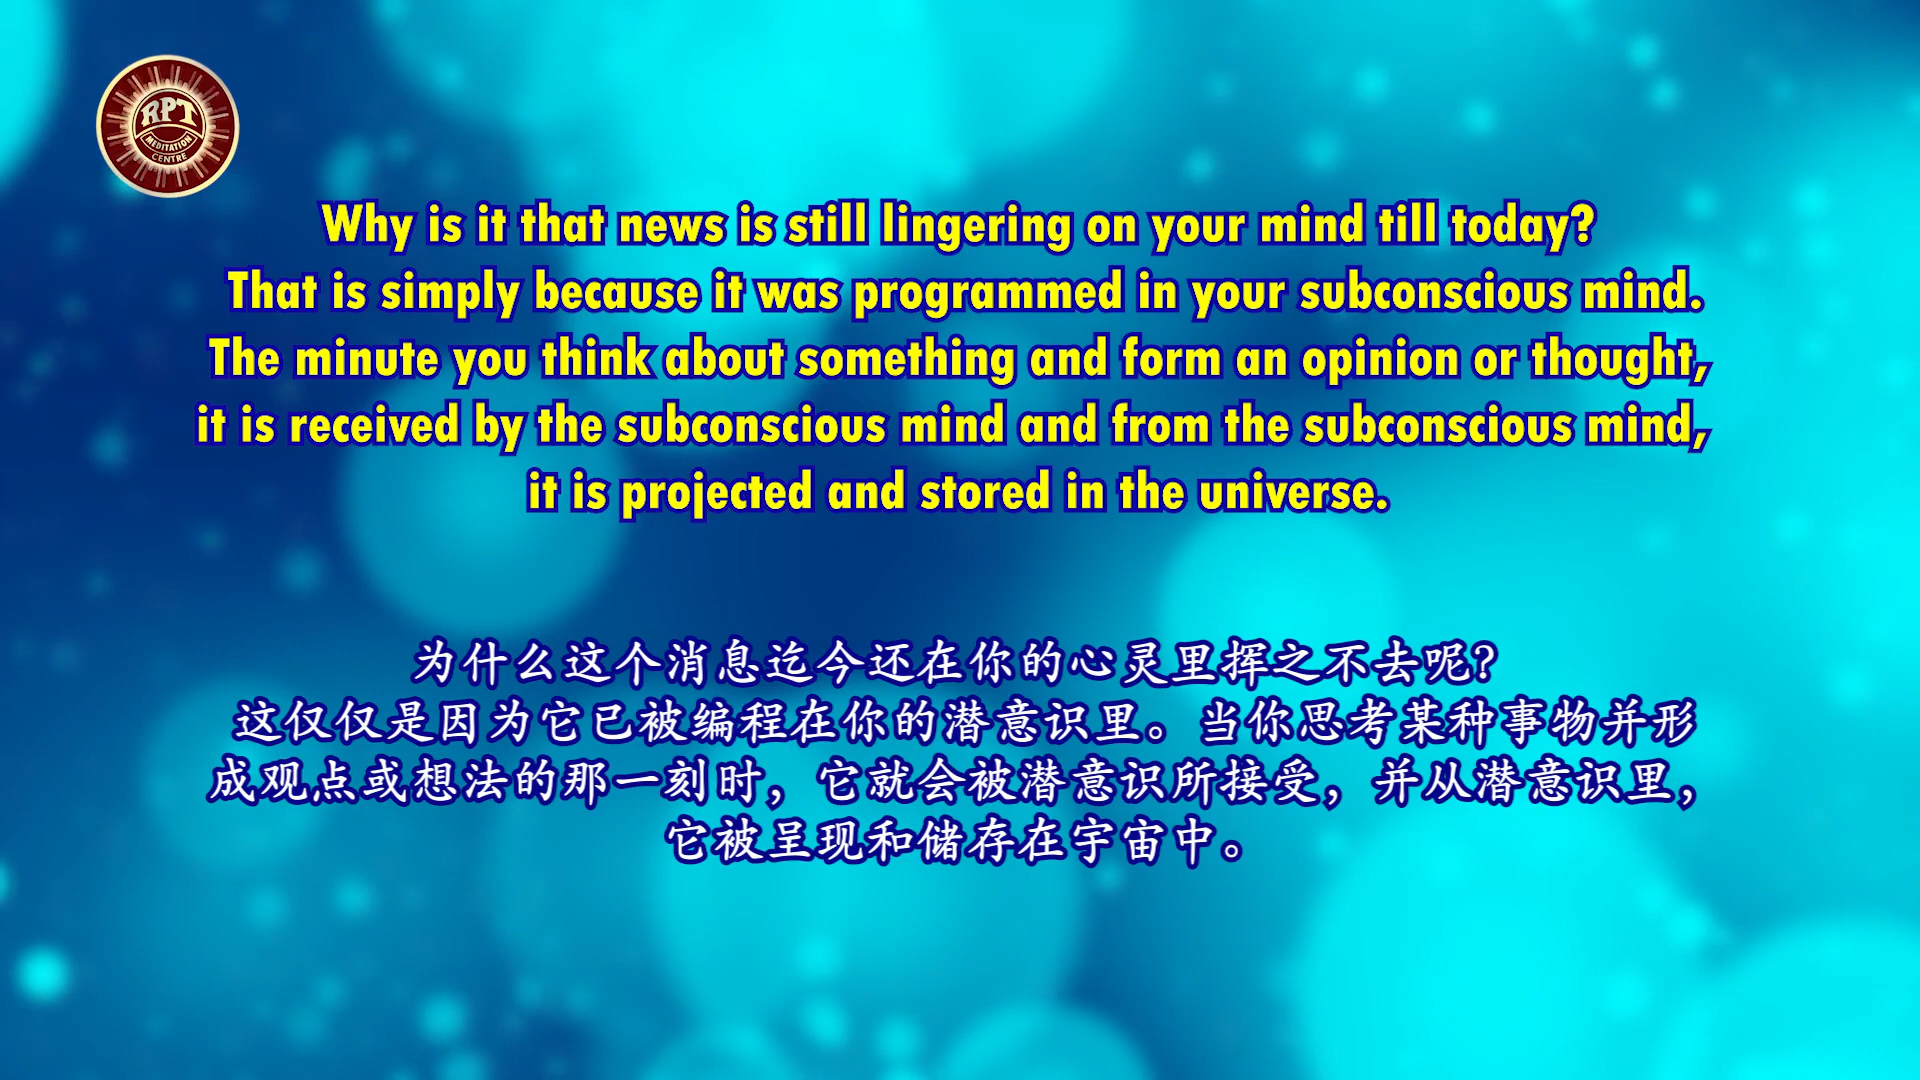 RPT
MEDITATION
CENTRE
Why is it that news is still lingering on your mind till today?
That is simply because it was programmed in your subconscious mind.
The minute you think about something and form an opinion or thought,
it is received by the subconscious mind and from the subconscious mind,
it is projected and stored in the universe.
为什么这个消息迄今还在你的心灵里挥之不去呢？
这仅仅是因为它已被编程在你的潜意识里。当你思考某种事物并形
成观点或想法的那一刻时，它就会被潜意识所接受，并从潜意识里，
它被呈现和储存在宇宙中。